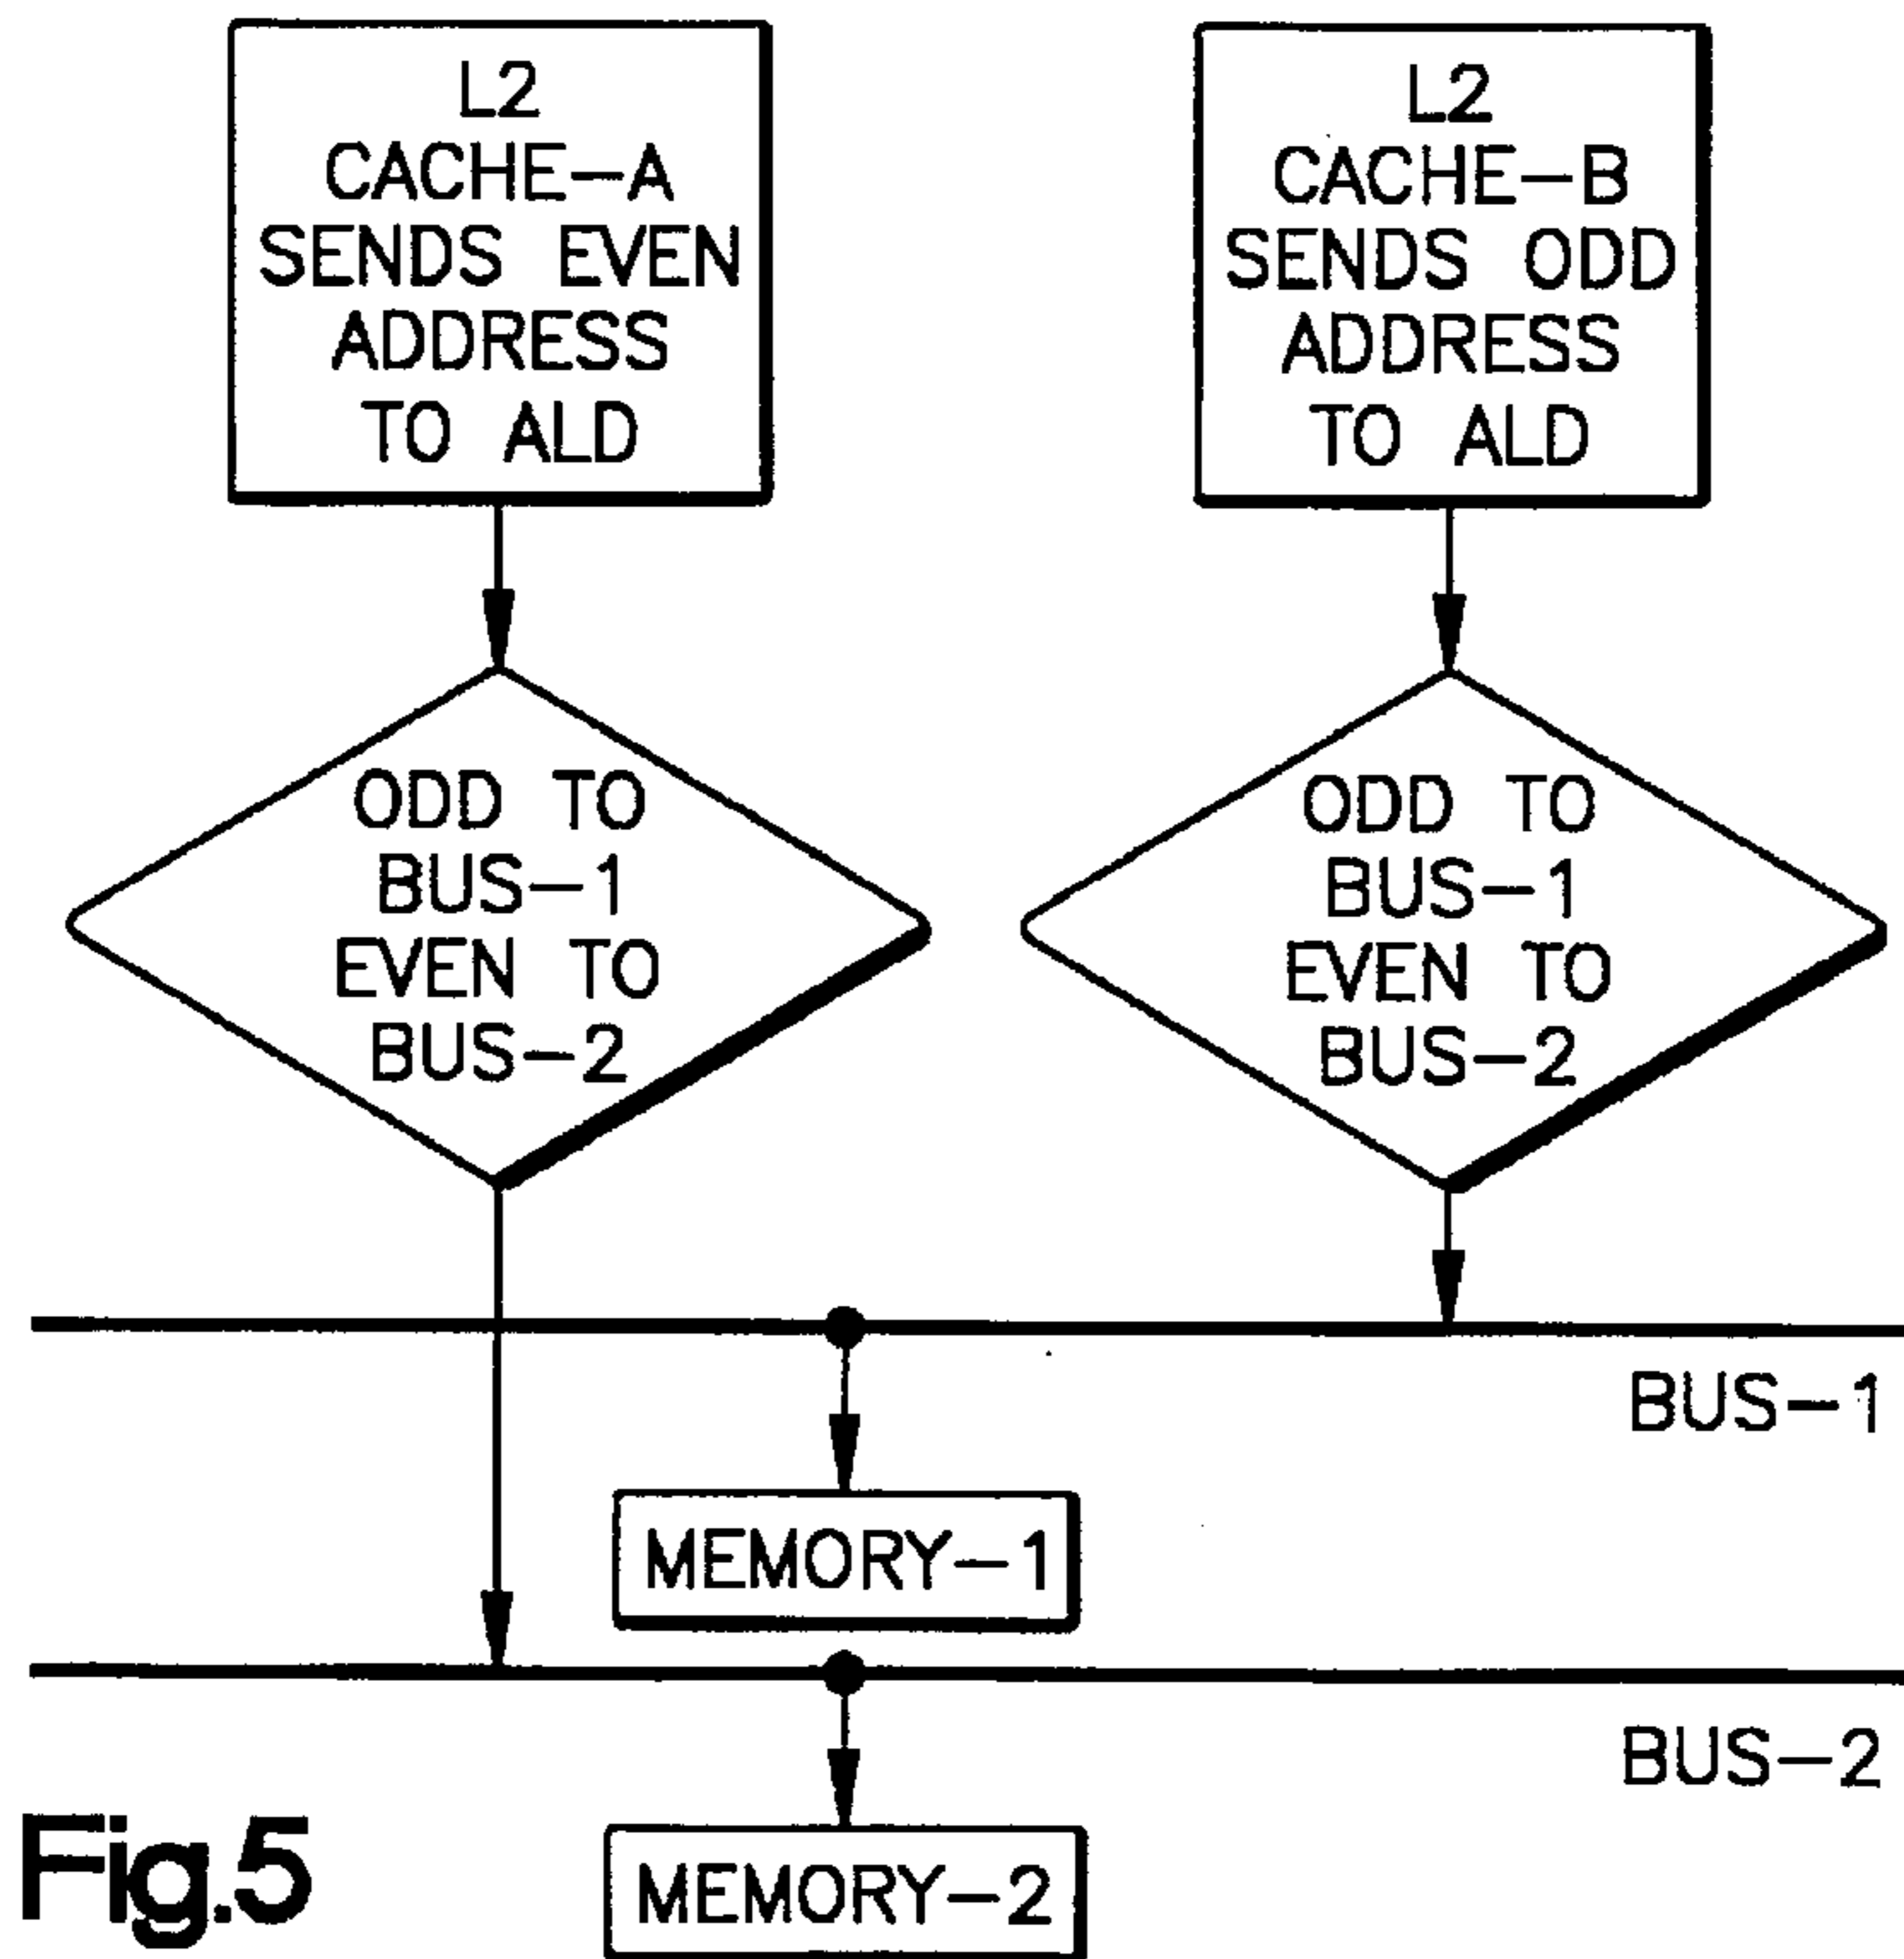 L2
CACHE-A
SENDS EVEN
ADDRESS
TO ALD
L2
CACHE-B
SENDS ODD
ADDRESS
TO ALD
ODD TO
BUS-1
EVEN TO
BUS-2
ODD TO
BUS-1
EVEN TO
BUS-2
BUS-1
MEMORY-1
BUS-2
MEMORY-2
Fig.5